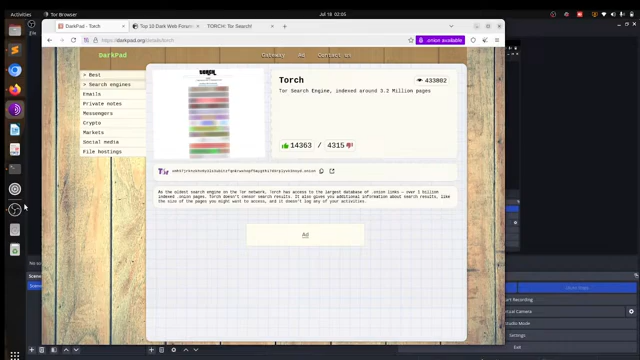 Tor Browser
Jul 18 02:05
DarkPad - Torch
Top 10 Dark Web Forums
TORCH: Tor Search!
https://darkpad.org/details/torch
.onion available
DarkPad
Gateway
Ad
Contact us
> Best
> Search engines
Emails
Private notes
Messengers
Crypto
Markets
Social media
File hostings
Torch
433802
Tor Search Engine, indexed around 3.2 Million pages
14363 / 4315
As the oldest search engine on the Tor network, Torch has access to the largest database of .onion links — over 1 billion
indexed .onion pages, Torch doesn't censor search results. It also gives you additional information about search results,
like the size of the pages you might want to access, and it doesn't log any of your activities.
Ad
File
No so
Scene
Start Recording
Virtual Camera
Studio Mode
Settings
Exit